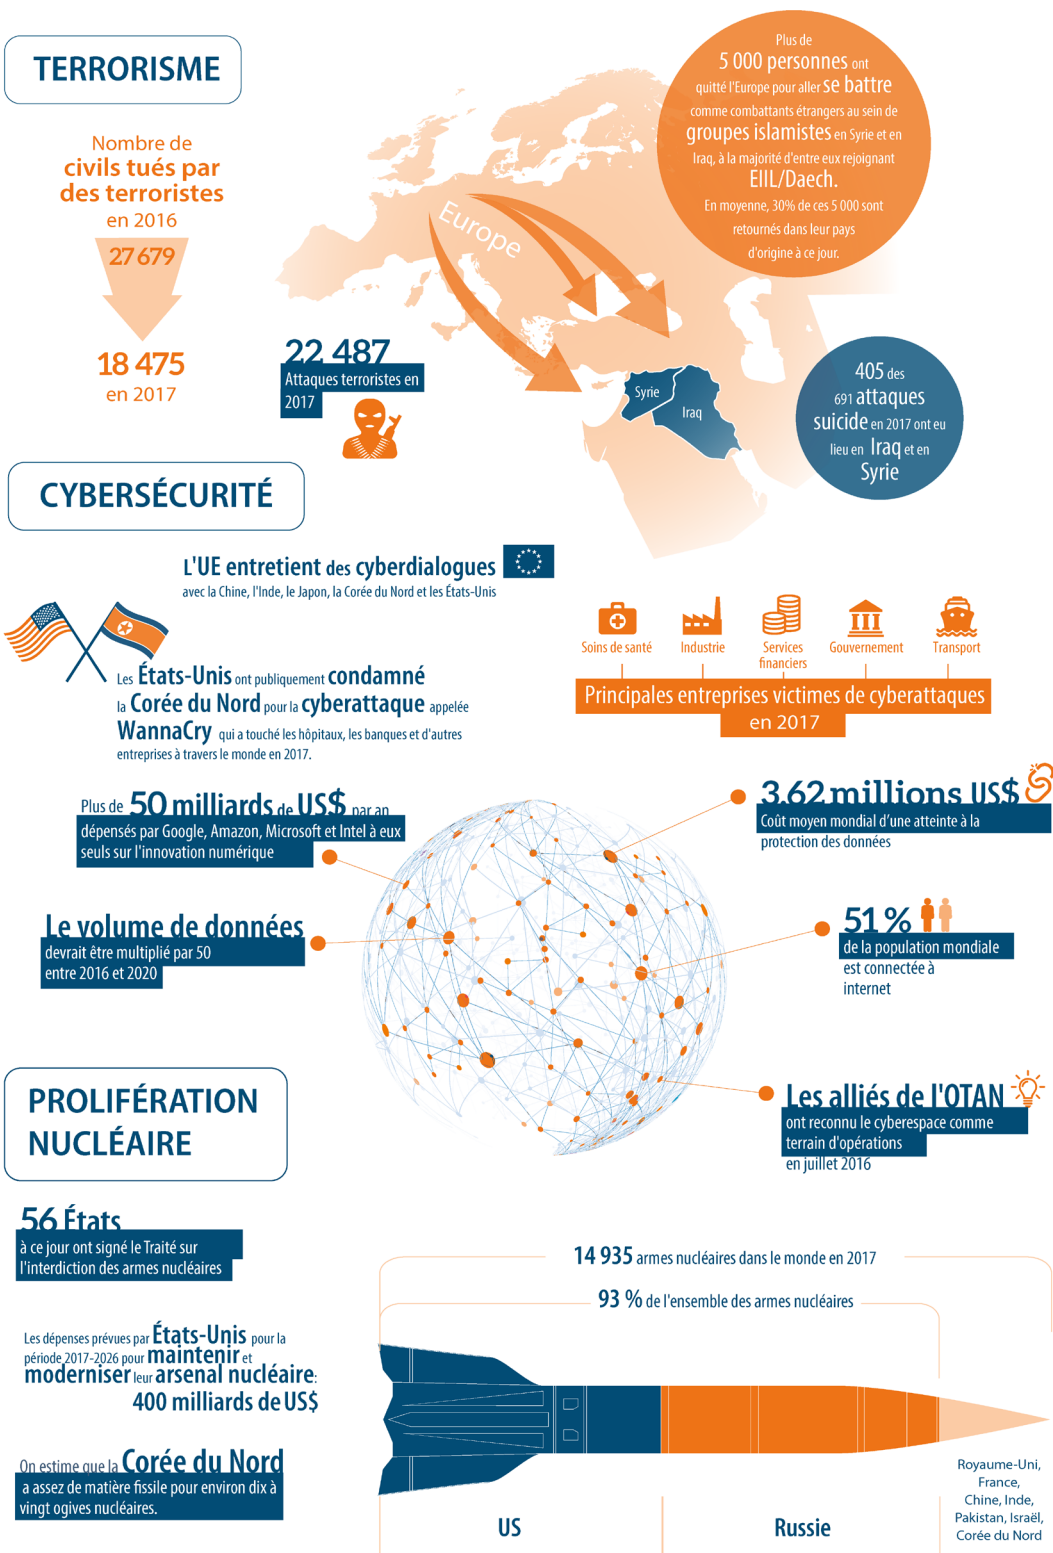 TERRORISME
Nombre de
civils tués par
des terroristes
en 2016
27 679
18 475
en 2017
Plus de
5 000 personnes ont
quitté l'Europe pour aller se battre
comme combattants étrangers au sein de
groupes islamistes en Syrie et en
Iraq, à la majorité d'entre eux rejoignant
EIIL/Daech.
En moyenne, 30% de ces 5 000 sont
retournés dans leur pays
d'origine à ce jour.
Europe
22 487
Attaques terroristes en
2017
Syrie
Iraq
405 des
691 attaques
suicide en 2017 ont eu
lieu en Iraq et en
Syrie
CYBERSÉCURITÉ
L'UE entretient des cyberdialogues
avec la Chine, l'Inde, le Japon, la Corée du Nord et les États-Unis
Les États-Unis ont publiquement condamné
la Corée du Nord pour la cyberattaque appelée
WannaCry qui a touché les hôpitaux, les banques et d'autres
entreprises à travers le monde en 2017.
Soins de santé
Industrie
Services
financiers
Gouvernement
Transport
Principales entreprises victimes de cyberattaques
en 2017
Plus de 50 milliards de US$ par an
dépensés par Google, Amazon, Microsoft et Intel à eux
seuls sur l'innovation numérique
3,62 millions US$
Coût moyen mondial d'une atteinte à la
protection des données
Le volume de données
devrait être multiplié par 50
entre 2016 et 2020
51 %
de la population mondiale
est connectée à
internet
Les alliés de l'OTAN
ont reconnu le cyberespace comme
terrain d'opérations
en juillet 2016
PROLIFÉRATION
NUCLÉAIRE
56 États
à ce jour ont signé le Traité sur
l'interdiction des armes nucléaires
Les dépenses prévues par États-Unis pour la
période 2017-2026 pour maintenir et
moderniser leur arsenal nucléaire:
400 milliards de US$
On estime que la Corée du Nord
a assez de matière fissile pour environ dix à
vingt ogives nucléaires.
14 935 armes nucléaires dans le monde en 2017
93 % de l'ensemble des armes nucléaires
US
Russie
Royaume-Uni,
France,
Chine, Inde,
Pakistan, Israël,
Corée du Nord